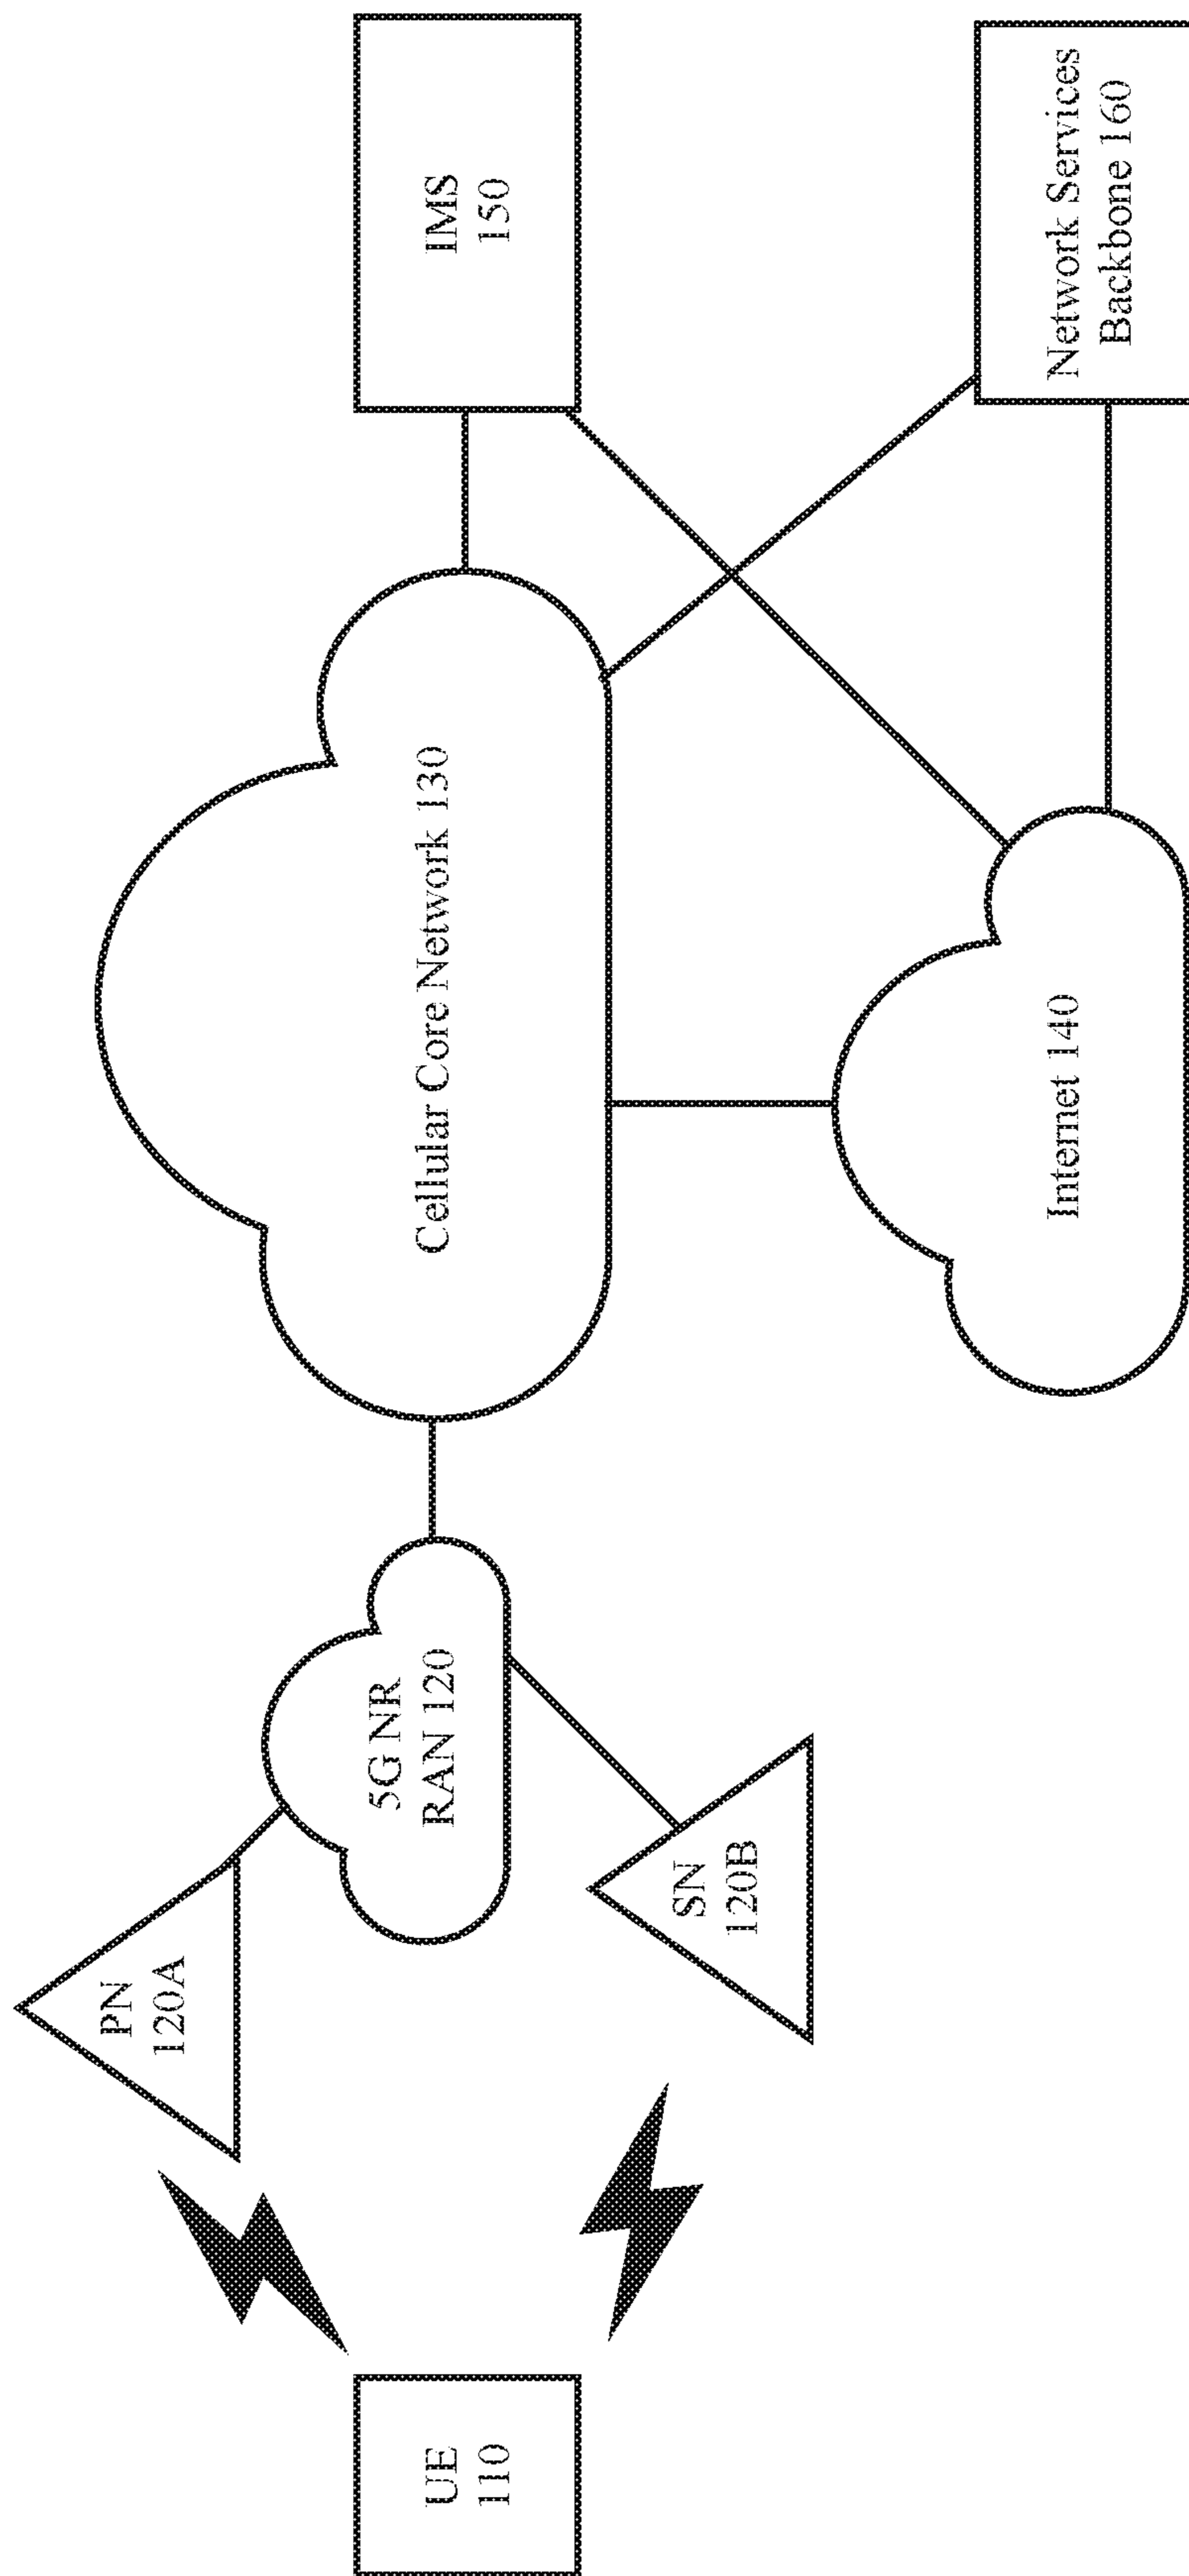 UE
110
PN
120A
SN
120B
5G NR
RAN 120
Cellular Core Network 130
Internet 140
IMS
150
Network Services
Backbone 160